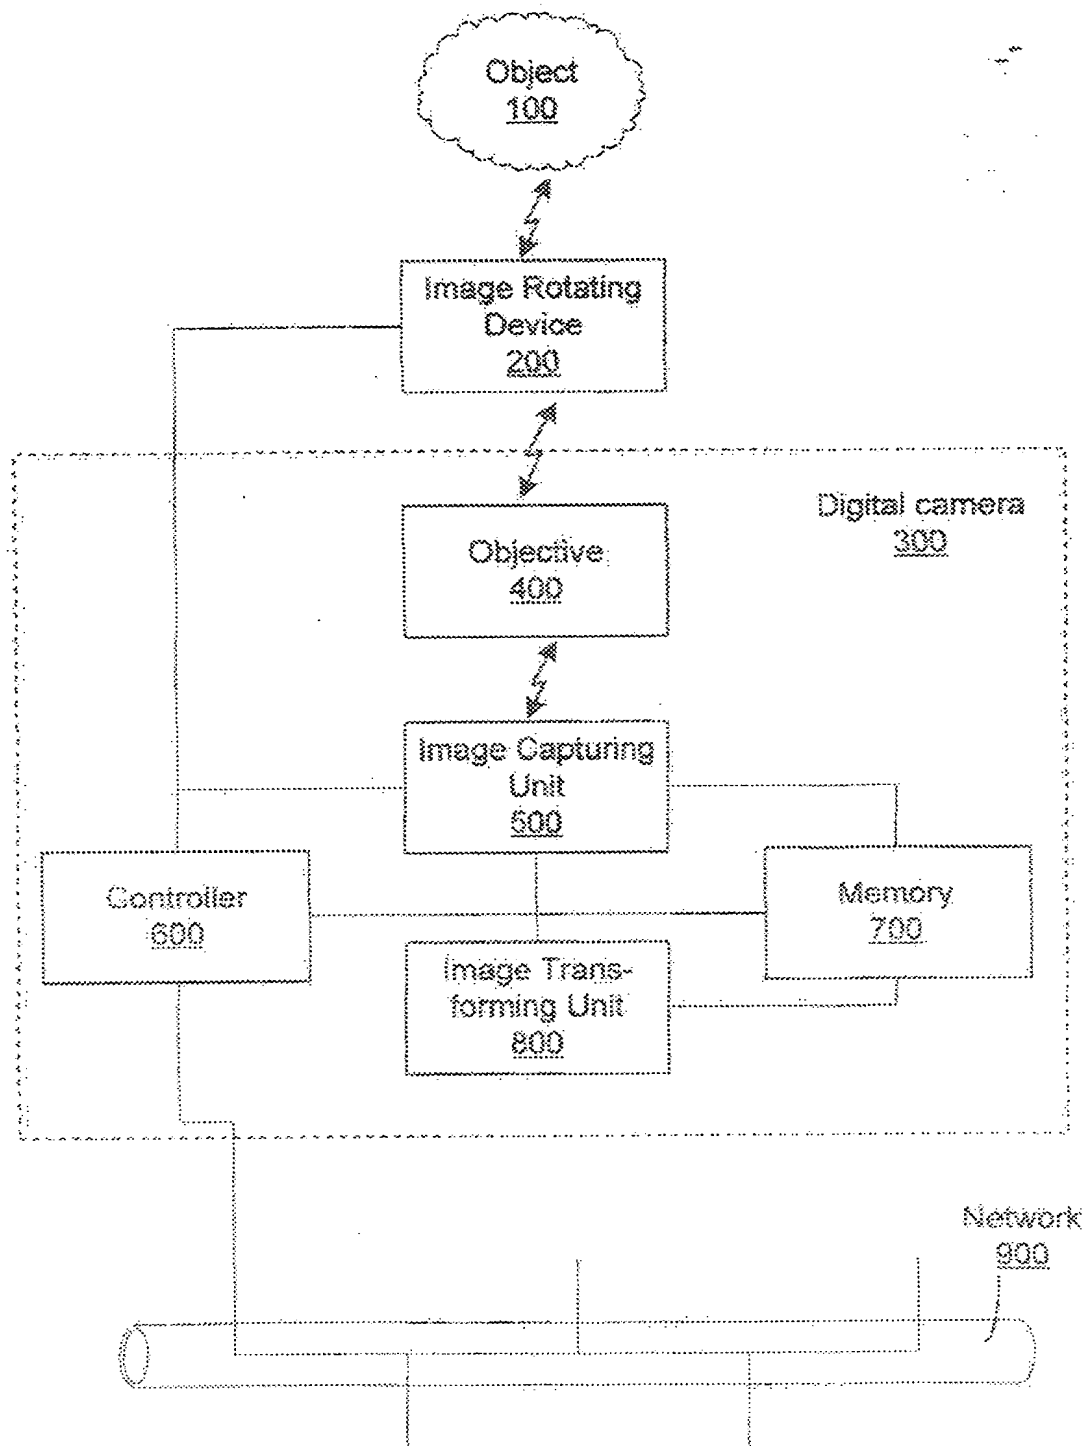 Object
100
Image Rotating
Device
200
Digital camera
300
Objective
400
Image Capturing
Unit
500
Controller
600
Memory
700
Image Trans-
forming Unit
800
Network
900